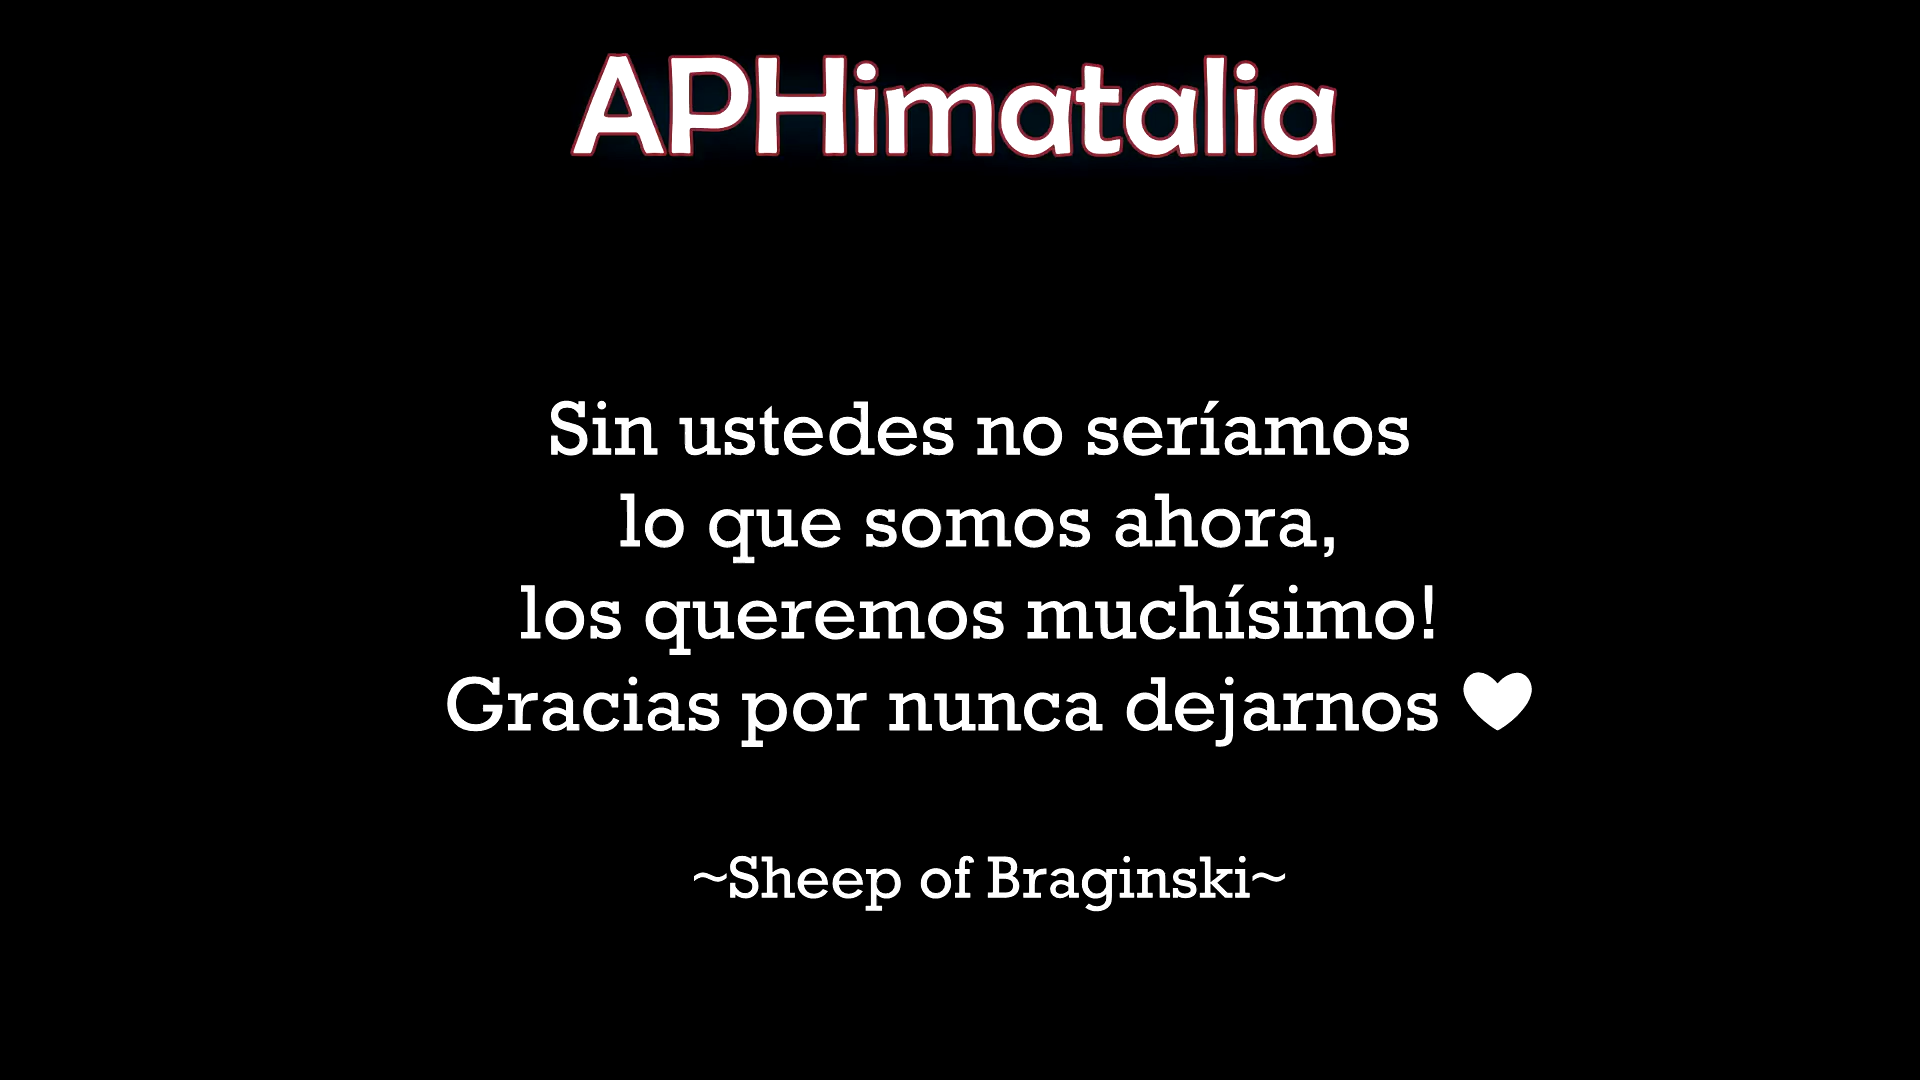 APHimatalia
Sin ustedes no seríamos
lo que somos ahora,
los queremos muchísimo!
Gracias por nunca dejarnos ♥
~Sheep of Braginski~